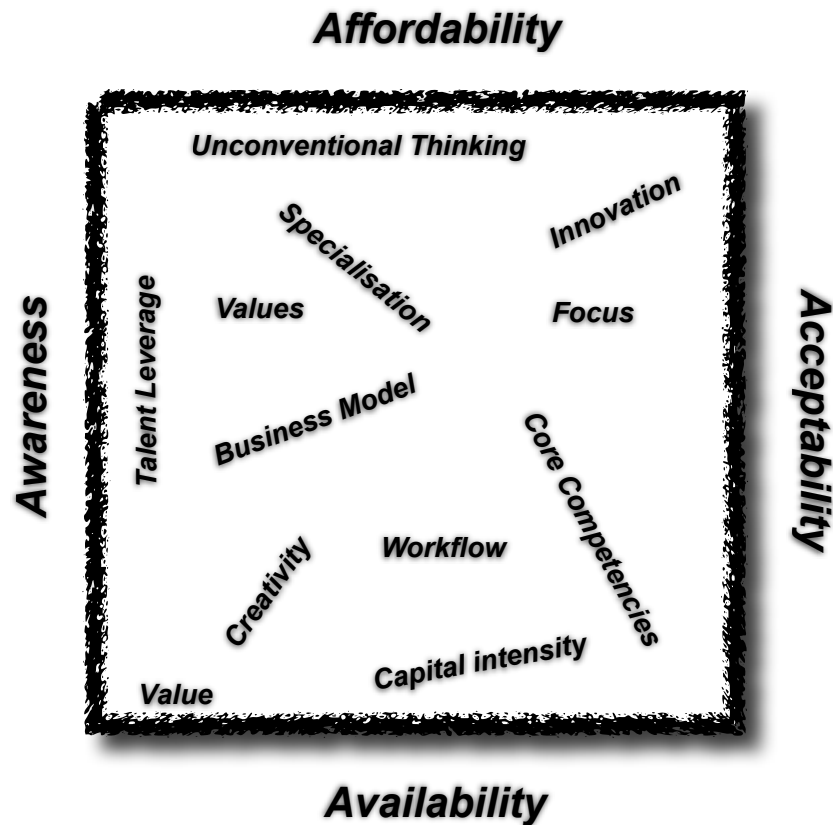 Affordability
Unconventional Thinking
Innovation
Specialisation
Values
Focus
Talent Leverage
Awareness
Acceptability
Business Model
Core Competencies
Workflow
Creativity
Capital intensity
Value
Availability